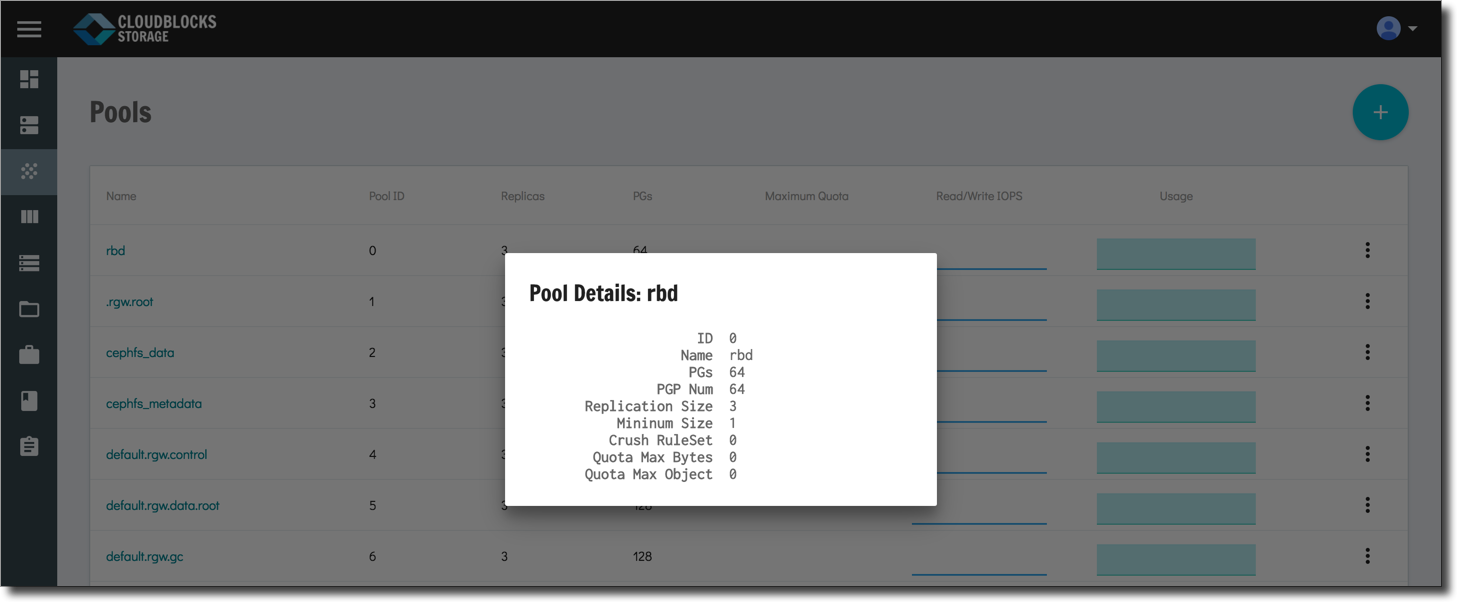 CLOUDBLOCKS
STORAGE
Pools
+
Name Pool ID Replicas PGs Maximum Quota Read/Write IOPS Usage
rbd 0 3 64
.rgw.root 1 3
cephfs_data 2 3
cephfs_metadata 3 3
default.rgw.control 4 3
default.rgw.data.root 5 3 128
default.rgw.gc 6 3 128
Pool Details: rbd
ID 0
Name rbd
PGs 64
PGP Num 64
Replication Size 3
Mininum Size 1
Crush RuleSet 0
Quota Max Bytes 0
Quota Max Object 0